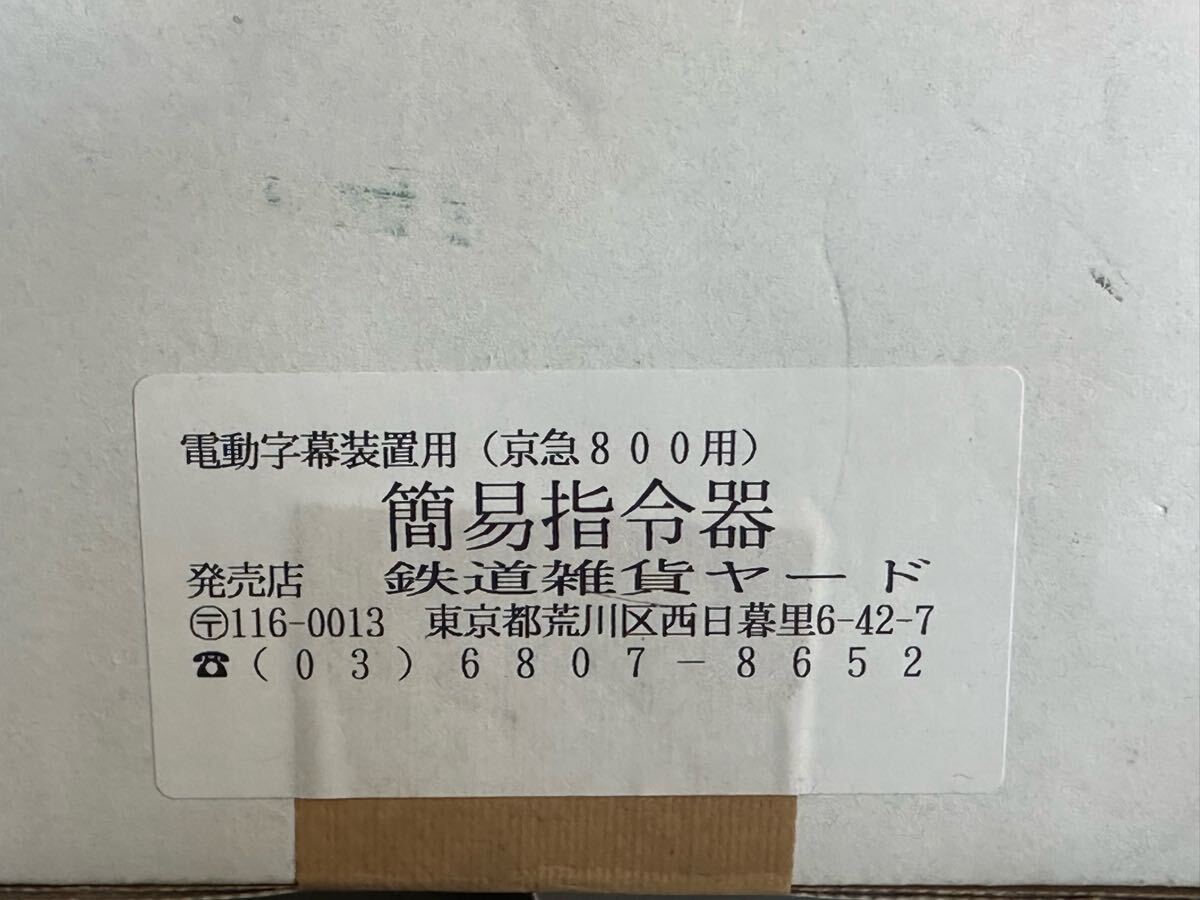 電動字幕装置用（京急８００用）
簡易指令器
発売店　鉄道雑貨ヤード
〶116-0013　東京都荒川区西日暮里6-42-7
☎（０３）６８０７－８６５２